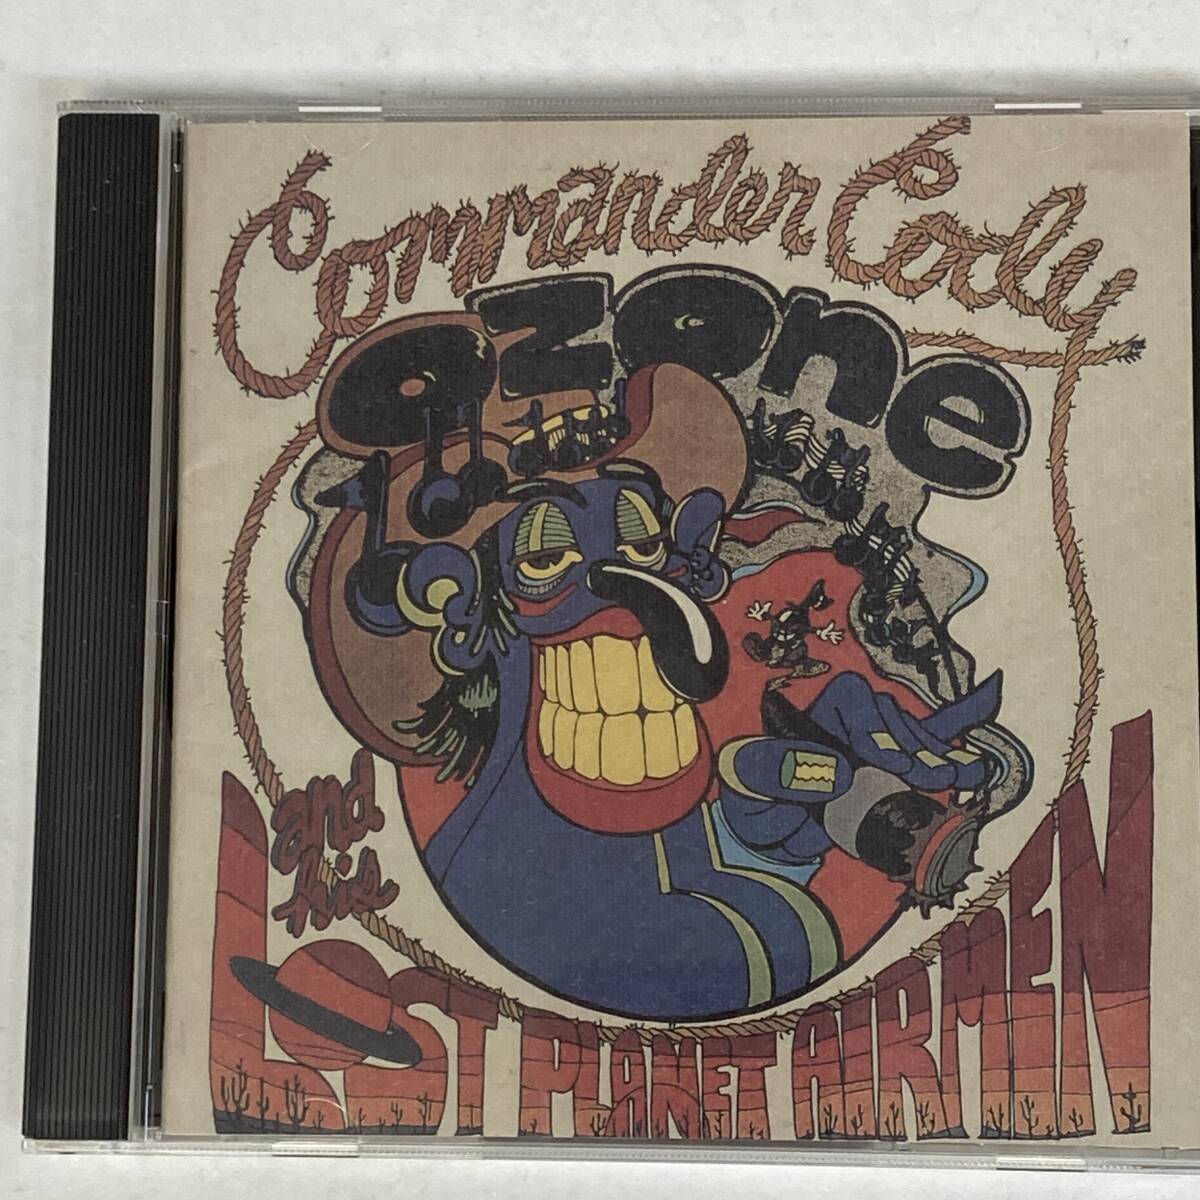 Commander Cody
OZone
and
his
LOST PLANET AIRMEN